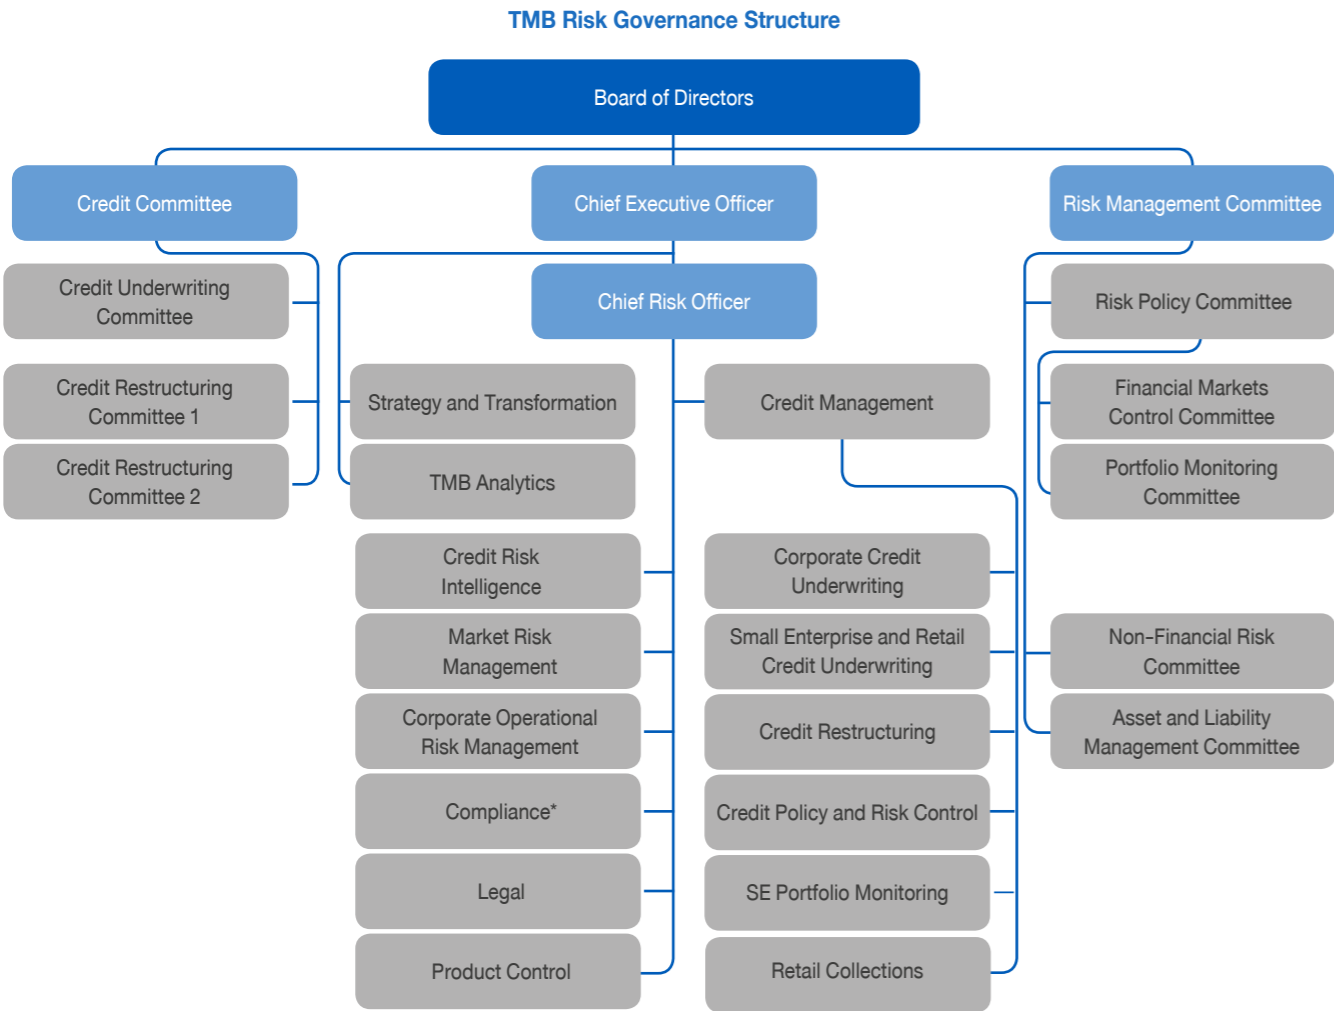 TMB Risk Governance Structure
Board of Directors
Credit Committee
Chief Executive Officer
Risk Management Committee
Credit Underwriting
Committee
Chief Risk Officer
Risk Policy Committee
Credit Restructuring
Committee 1
Strategy and Transformation
Credit Management
Financial Markets
Control Committee
Credit Restructuring
Committee 2
TMB Analytics
Portfolio Monitoring
Committee
Credit Risk
Intelligence
Corporate Credit
Underwriting
Market Risk
Management
Small Enterprise and Retail
Credit Underwriting
Non-Financial Risk
Committee
Corporate Operational
Risk Management
Credit Restructuring
Asset and Liability
Management Committee
Compliance*
Credit Policy and Risk Control
Legal
SE Portfolio Monitoring
Product Control
Retail Collections